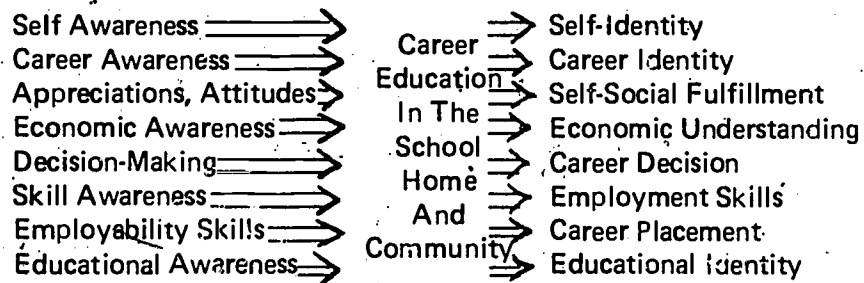 Self Awareness
Career Awareness
Appreciations, Attitudes
Economic Awareness
Decision-Making
Skill Awareness
Employability Skills
Educational Awareness
Career
Education
In The
School
Home
And
Community
Self-Identity
Career Identity
Self-Social Fulfillment
Economic Understanding
Career Decision
Employment Skills
Career Placement
Educational Identity